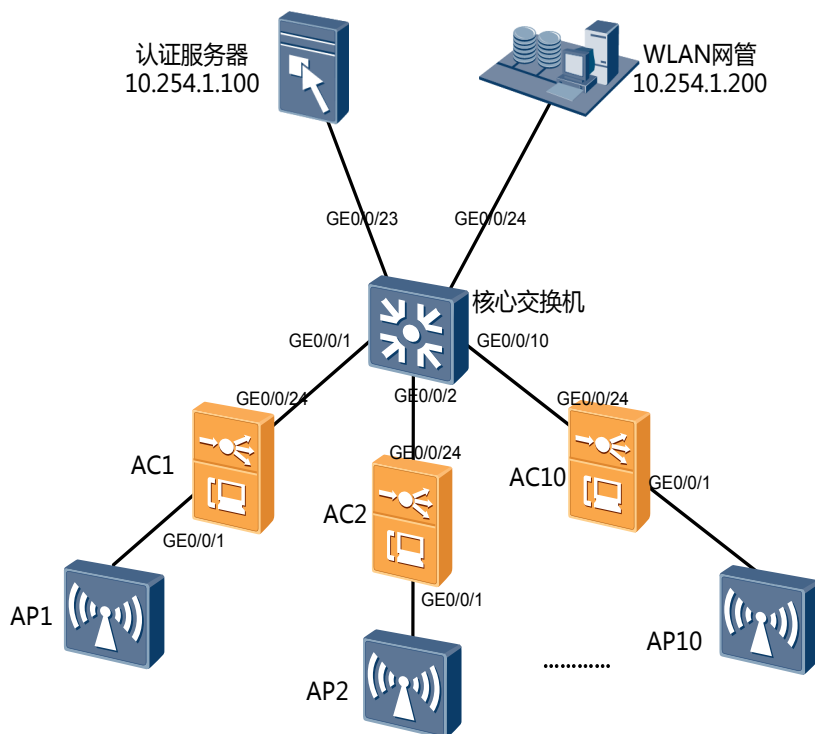 认证服务器
10.254.1.100
WLAN网管
10.254.1.200
GE0/0/23
GE0/0/24
核心交换机
GE0/0/1
GE0/0/10
GE0/0/24
GE0/0/2
GE0/0/24
GE0/0/24
AC1
AC2
AC10
GE0/0/1
GE0/0/1
GE0/0/1
AP1
AP2
…………
AP10